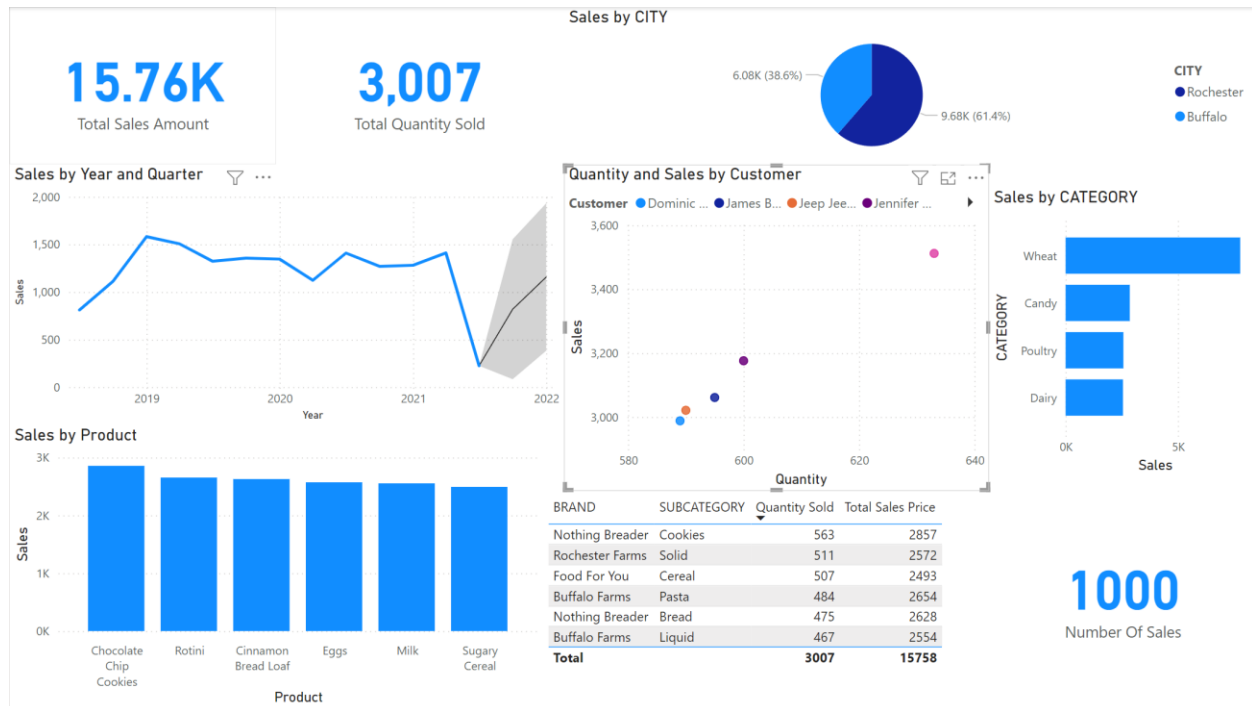 15.76K
Total Sales Amount
3,007
Total Quantity Sold
Sales by CITY
6.08K (38.6%)
9.68K (61.4%)
CITY
Rochester
Buffalo
Sales by Year and Quarter
2,000
1,500
1,000
500
0
Sales
2019
2020
2021
2022
Year
Quantity and Sales by Customer
Customer Dominic ... James B... Jeep Jee... Jennifer ...
3,600
3,400
3,200
3,000
Sales
580
600
620
640
Quantity
Sales by CATEGORY
CATEGORY
Wheat
Candy
Poultry
Dairy
0K
5K
Sales
Sales by Product
3K
2K
1K
0K
Sales
Chocolate
Chip
Cookies
Rotini
Cinnamon
Bread Loaf
Eggs
Milk
Sugary
Cereal
Product
BRAND SUBCATEGORY Quantity Sold Total Sales Price
Nothing Breader Cookies 563 2857
Rochester Farms Solid 511 2572
Food For You Cereal 507 2493
Buffalo Farms Pasta 484 2654
Nothing Breader Bread 475 2628
Buffalo Farms Liquid 467 2554
Total 3007 15758
1000
Number Of Sales